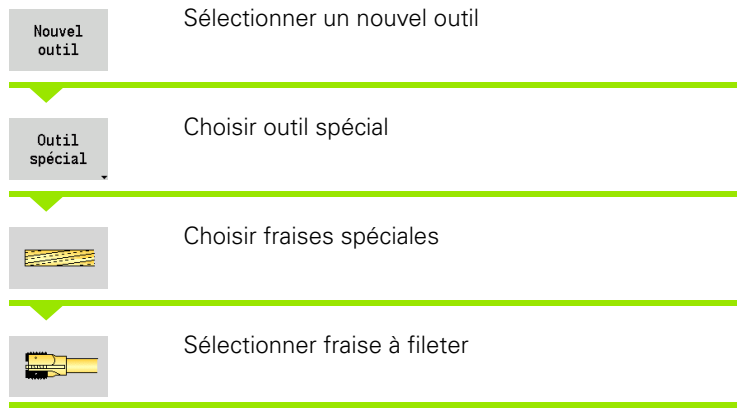 Nouvel
outil
Sélectionner un nouvel outil
Outil
spécial
Choisir outil spécial
Choisir fraises spéciales
Sélectionner fraise à fileter